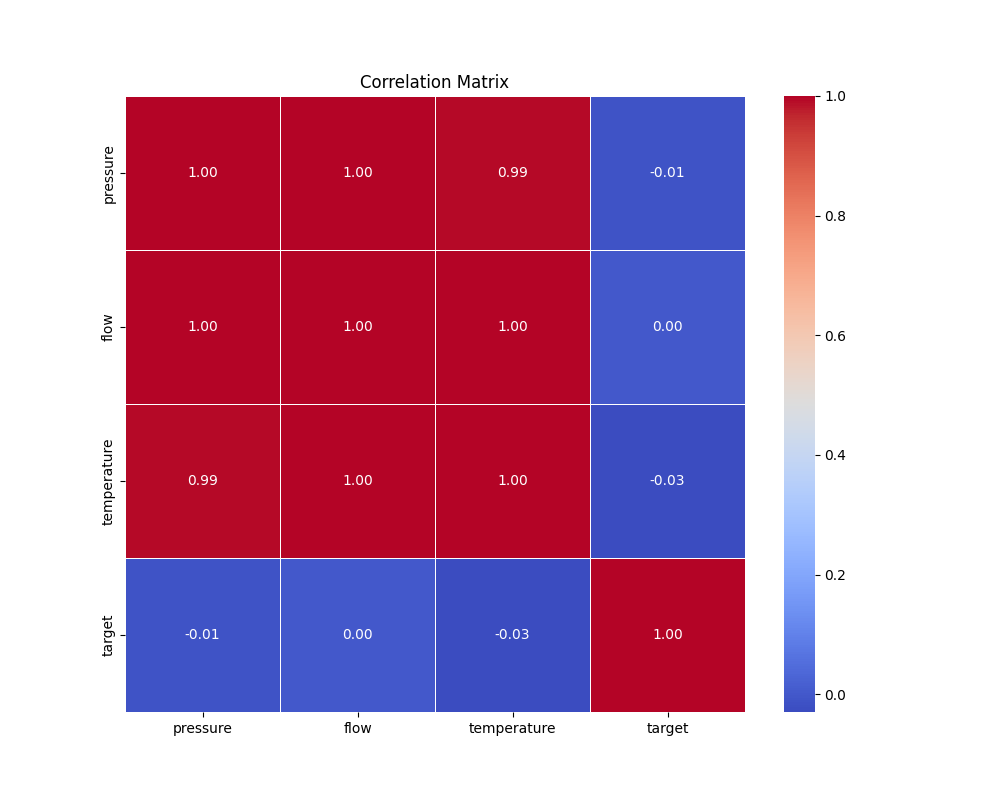 Correlation Matrix
pressure
1.00 1.00 0.99 -0.01
flow
1.00 1.00 1.00 0.00
temperature
0.99 1.00 1.00 -0.03
target
-0.01 0.00 -0.03 1.00
pressure flow temperature target
1.0
0.8
0.6
0.4
0.2
0.0